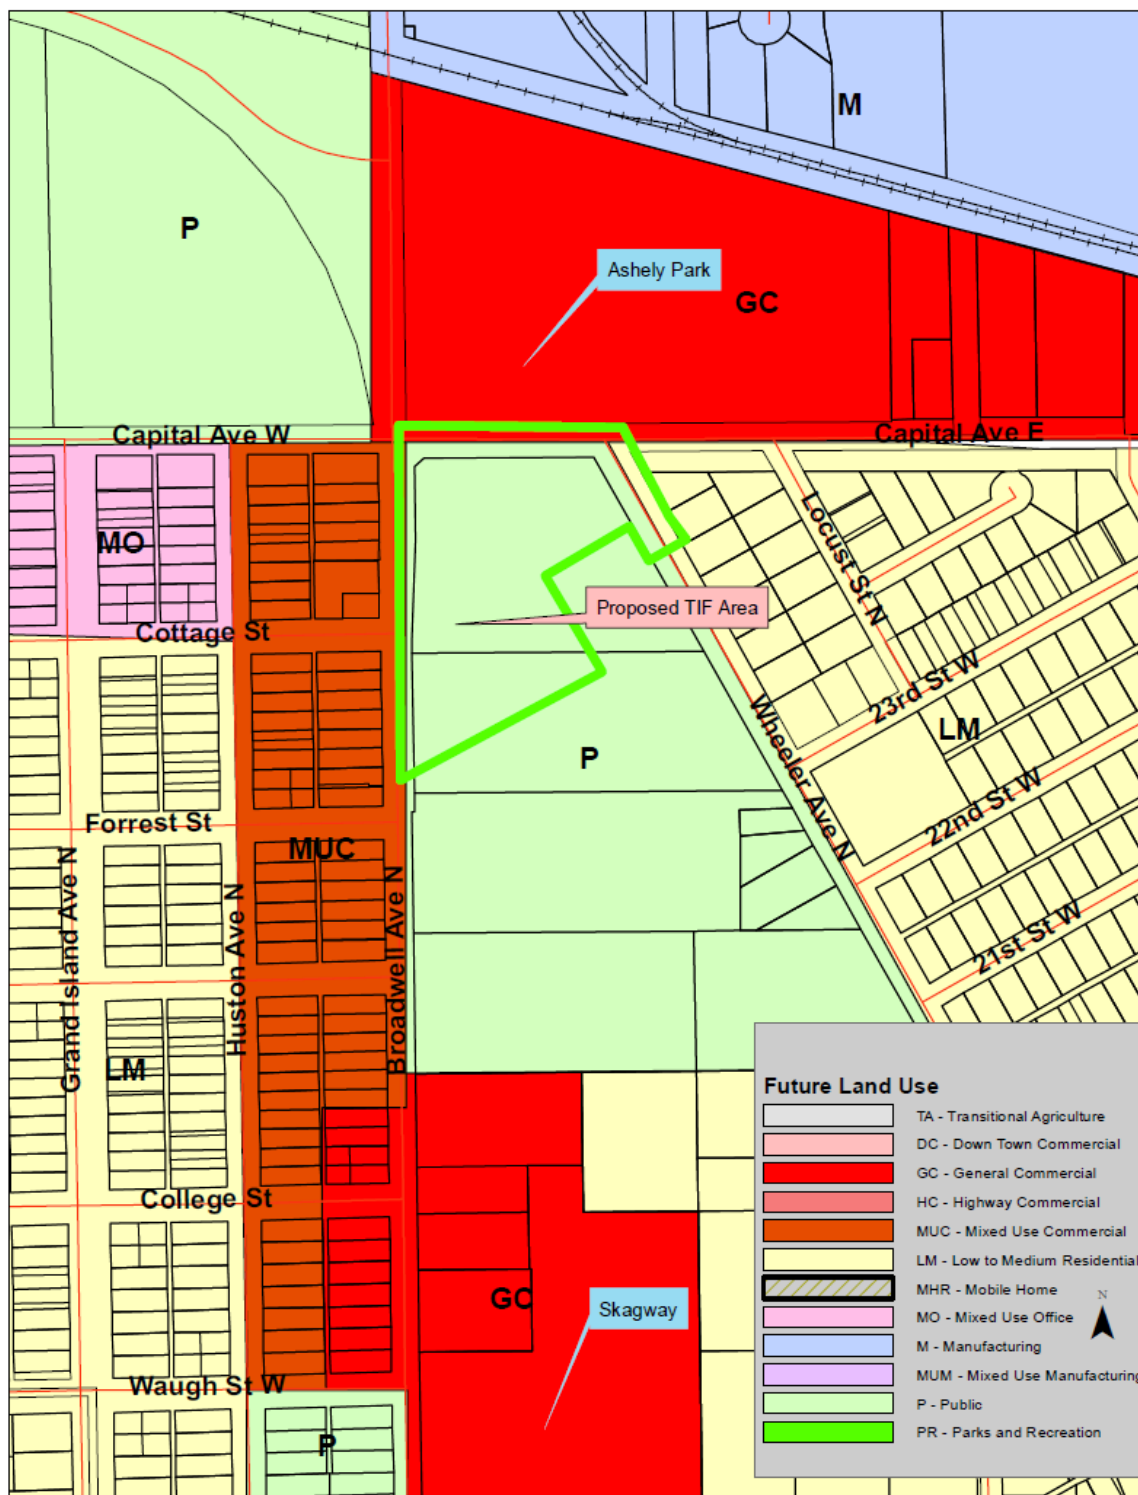 M
P
Ashely Park
GC
Capital Ave W
Capital Ave E
MO
Locust St N
Proposed TIF Area
Cottage St
23rd St W
LM
Wheeler Ave N
P
22nd St W
Forrest St
MUC
Grand Island Ave N
Huston Ave N
Broadwell Ave N
21st St W
LM
College St
GC
Skagway
Waugh St W
P
Future Land Use
TA - Transitional Agriculture
DC - Down Town Commercial
GC - General Commercial
HC - Highway Commercial
MUC - Mixed Use Commercial
LM - Low to Medium Residential
MHR - Mobile Home
N
MO - Mixed Use Office
M - Manufacturing
MUM - Mixed Use Manufacturing
P - Public
PR - Parks and Recreation